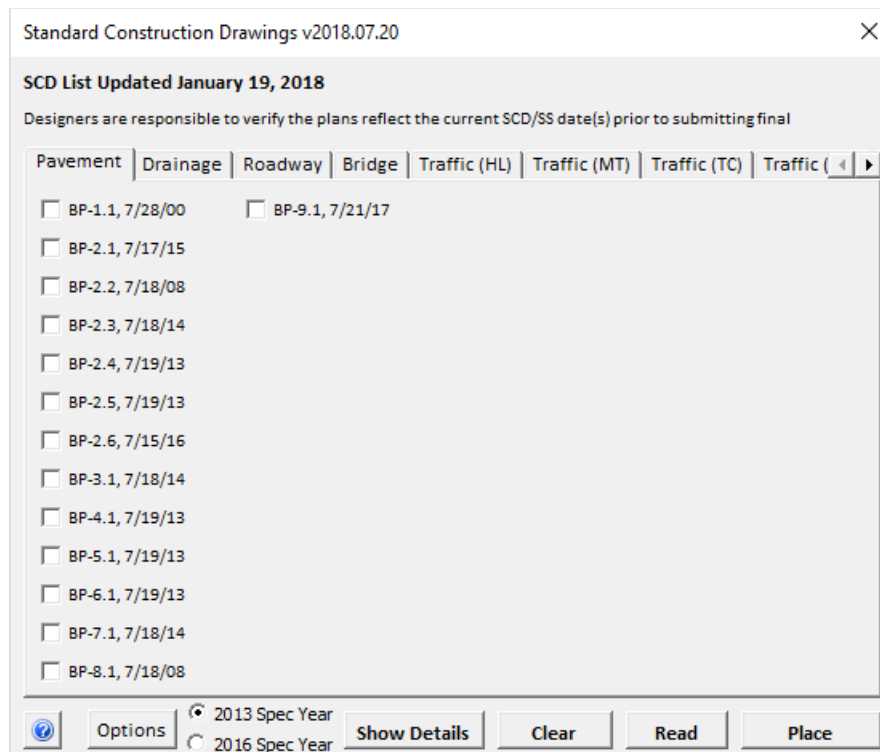 Standard Construction Drawings v2018.07.20
SCD List Updated January 19, 2018
Designers are responsible to verify the plans reflect the current SCD/SS date(s) prior to submitting final
Pavement Drainage Roadway Bridge Traffic (HL) Traffic (MT) Traffic (TC) Traffic (
BP-1.1, 7/28/00 BP-9.1, 7/21/17
BP-2.1, 7/17/15
BP-2.2, 7/18/08
BP-2.3, 7/18/14
BP-2.4, 7/19/13
BP-2.5, 7/19/13
BP-2.6, 7/15/16
BP-3.1, 7/18/14
BP-4.1, 7/19/13
BP-5.1, 7/19/13
BP-6.1, 7/19/13
BP-7.1, 7/18/14
BP-8.1, 7/18/08
Options 2013 Spec Year Show Details Clear Read Place
2016 Spec Year